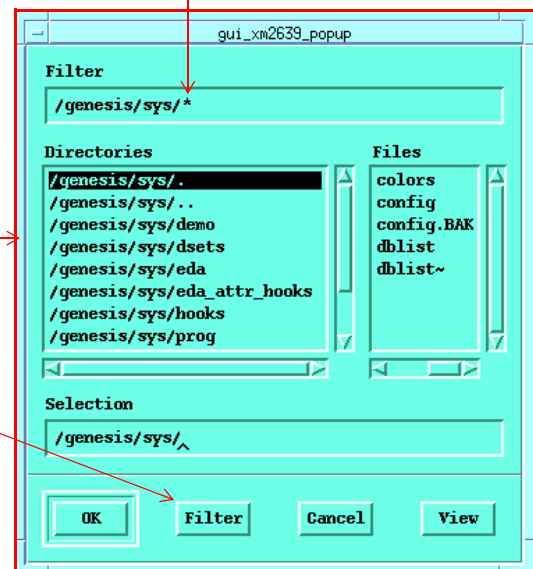 gui_xm2639_popup
Filter
/genesis/sys/*
Directories
/genesis/sys/.
/genesis/sys/..
/genesis/sys/demo
/genesis/sys/dsets
/genesis/sys/eda
/genesis/sys/eda_attr_hooks
/genesis/sys/hooks
/genesis/sys/prog
Files
colors
config
config.BAK
dblist
dblist~
Selection
/genesis/sys/
OK Filter Cancel View